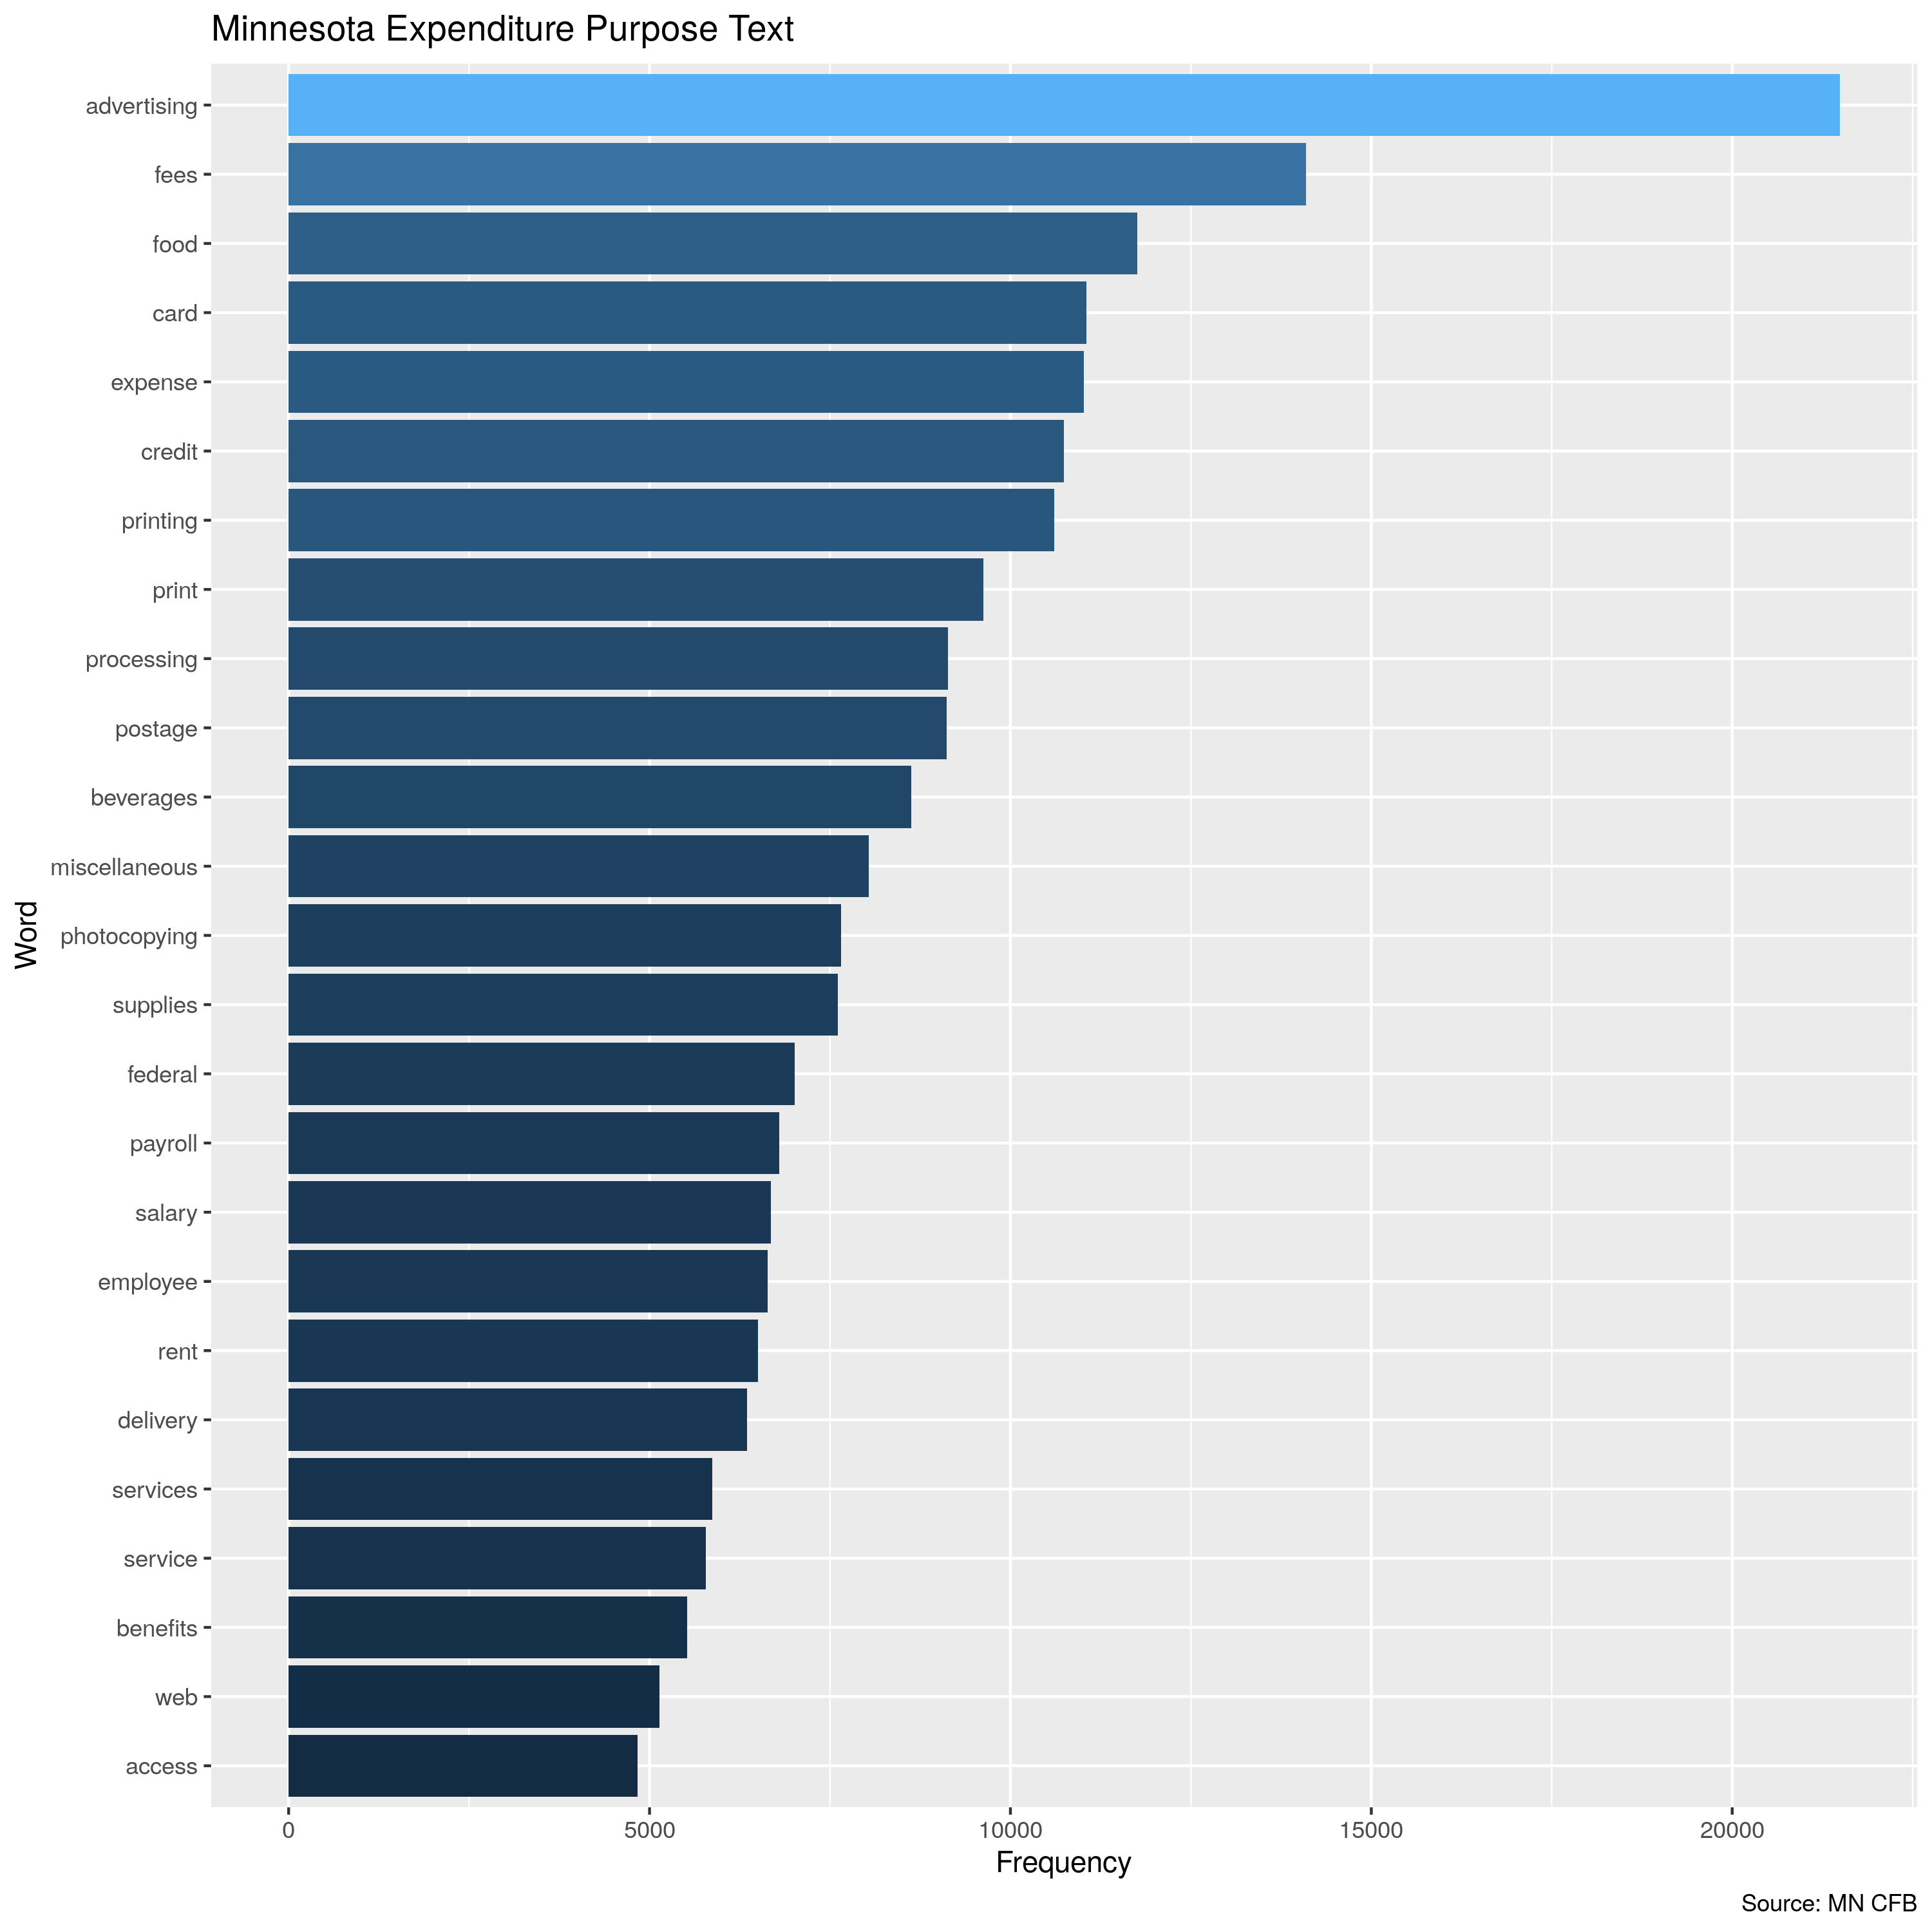 Minnesota Expenditure Purpose Text
advertising
fees
food
card
expense
credit
printing
print
processing
postage
beverages
miscellaneous
photocopying
supplies
federal
payroll
salary
employee
rent
delivery
services
service
benefits
web
access
Word
0 5000 10000 15000 20000
Frequency
Source: MN CFB